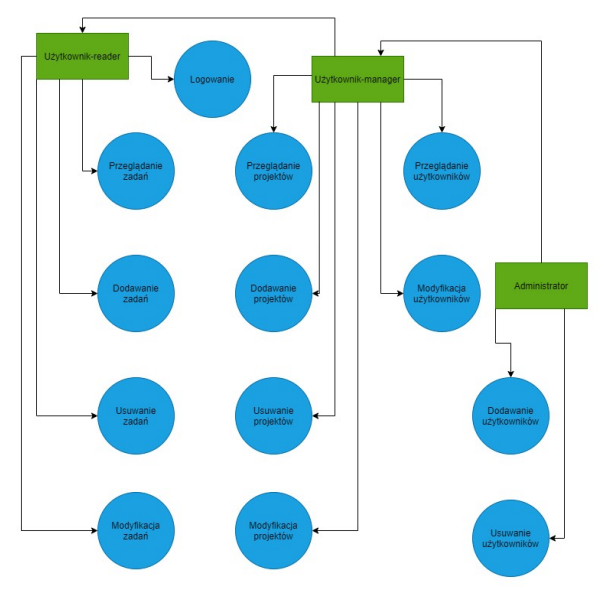 Użytkownik-reader
Logowanie
Użytkownik-manager
Przeglądanie
zadań
Przeglądanie
projektów
Przeglądanie
użytkowników
Dodawanie
zadań
Dodawanie
projektów
Modyfikacja
użytkowników
Administrator
Usuwanie
zadań
Usuwanie
projektów
Dodawanie
użytkowników
Modyfikacja
zadań
Modyfikacja
projektów
Usuwanie
użytkowników